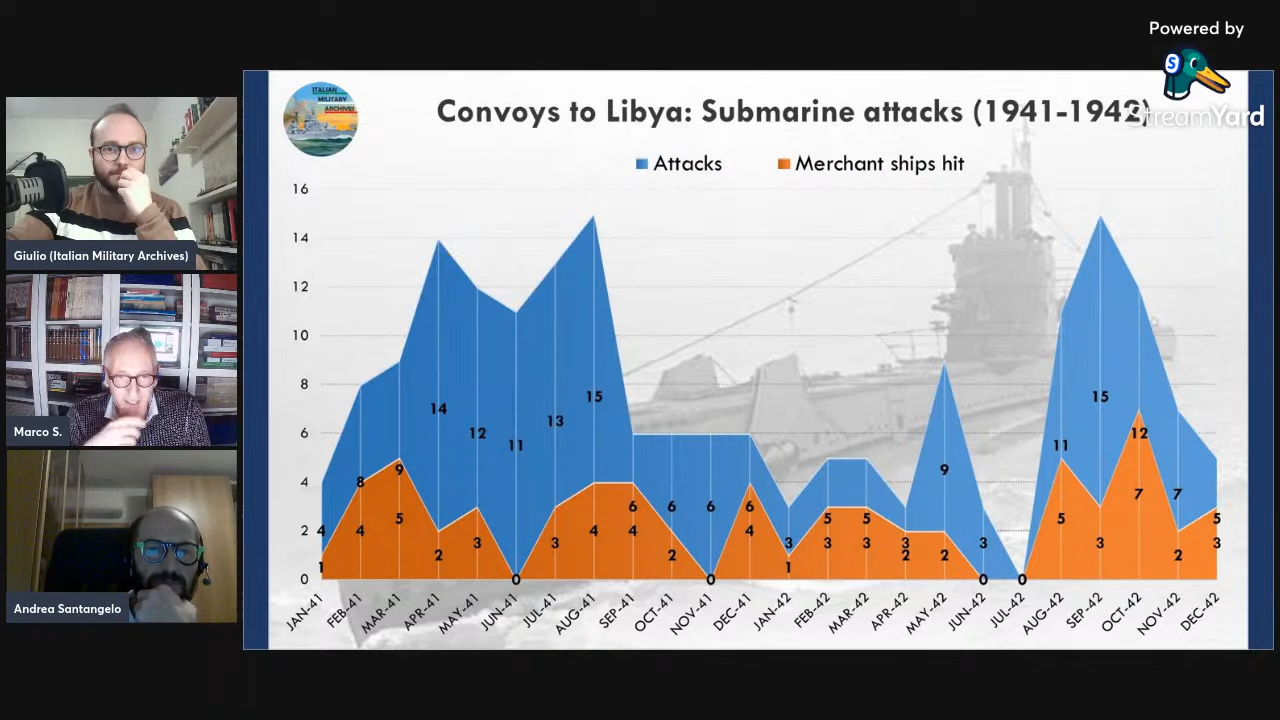 Powered by
StreamYard
S
ITALIAN
MILITARY
ARCHIVES
Convoys to Libya: Submarine attacks (1941-1942)
Attacks
Merchant ships hit
16
14
12
10
8
6
4
2
0
4 8 9 14 12 11 13 15 6 6 6 6 3 5 5 3 9 3 0 11 15 12 7 5
1 4 5 2 3 0 3 4 4 2 0 4 1 3 3 2 2 0 0 5 3 7 2 3
JAN-41 FEB-41 MAR-41 APR-41 MAY-41 JUN-41 JUL-41 AUG-41 SEP-41 OCT-41 NOV-41 DEC-41 JAN-42 FEB-42 MAR-42 APR-42 MAY-42 JUN-42 JUL-42 AUG-42 SEP-42 OCT-42 NOV-42 DEC-42
Giulio (Italian Military Archives)
Marco S.
Andrea Santangelo